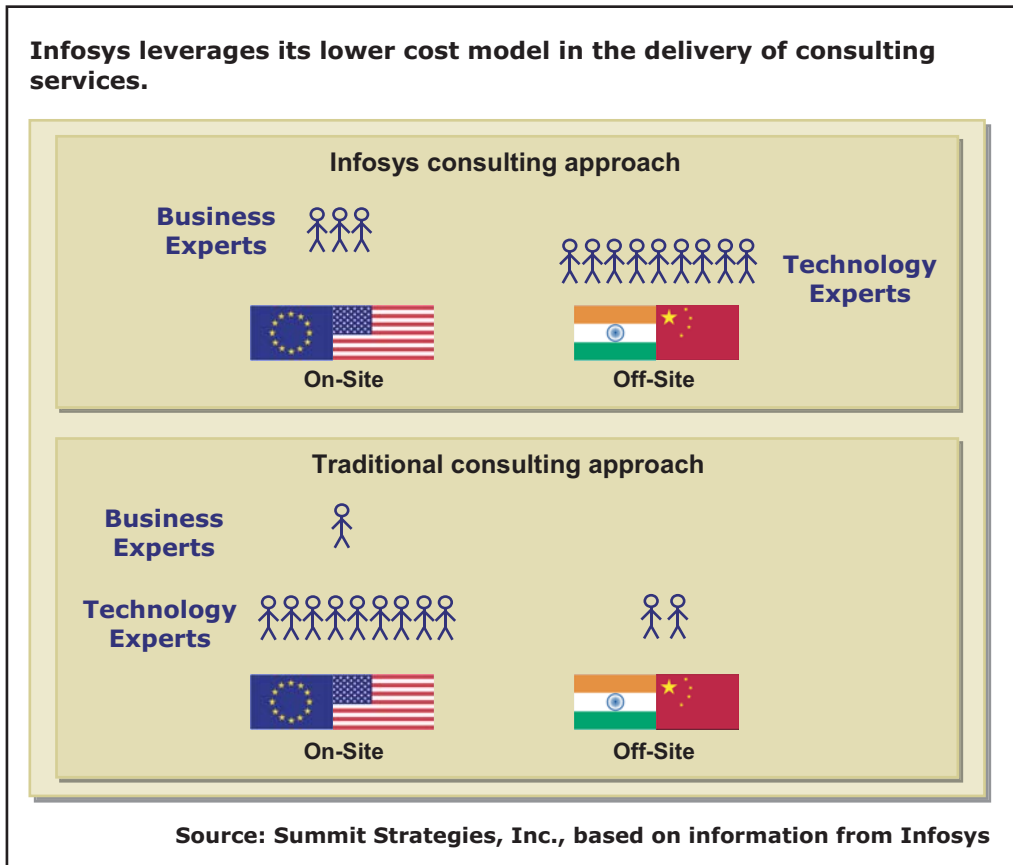 Infosys leverages its lower cost model in the delivery of consulting
services.
Infosys consulting approach
Business
Experts
Technology
Experts
On-Site
Off-Site
Traditional consulting approach
Business
Experts
Technology
Experts
On-Site
Off-Site
Source: Summit Strategies, Inc., based on information from Infosys